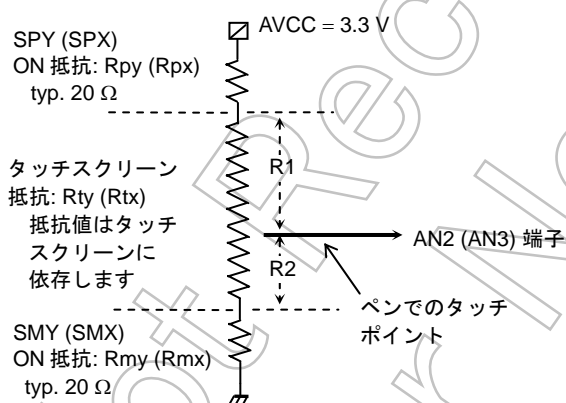 AVCC = 3.3 V
SPY (SPX)
ON 抵抗: Rpy (Rpx)
typ. 20 Ω
タッチスクリーン
抵抗: Rty (Rtx)
抵抗値はタッチ
スクリーンに
依存します
R1
AN2 (AN3) 端子
R2
ペンでのタッチ
ポイント
SMY (SMX)
ON 抵抗: Rmy (Rmx)
typ. 20 Ω